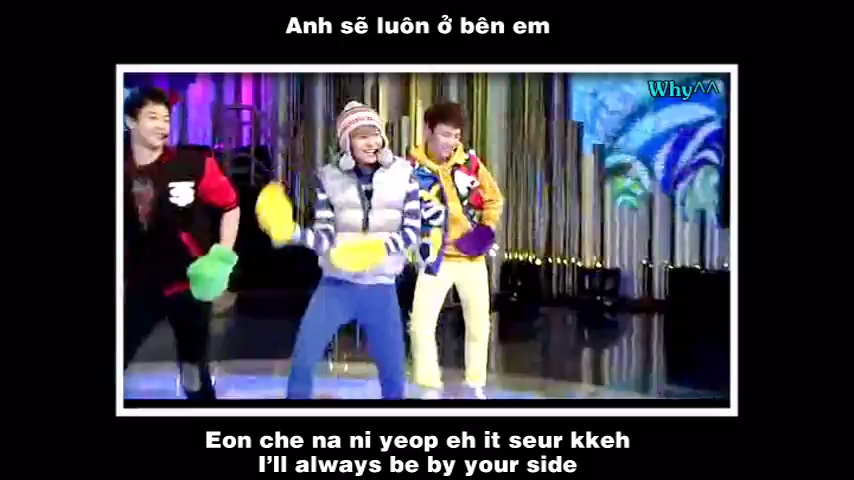 Anh sẽ luôn ở bên em
Why^^
Eon che na ni yeop eh it seur kkeh
I'll always be by your side